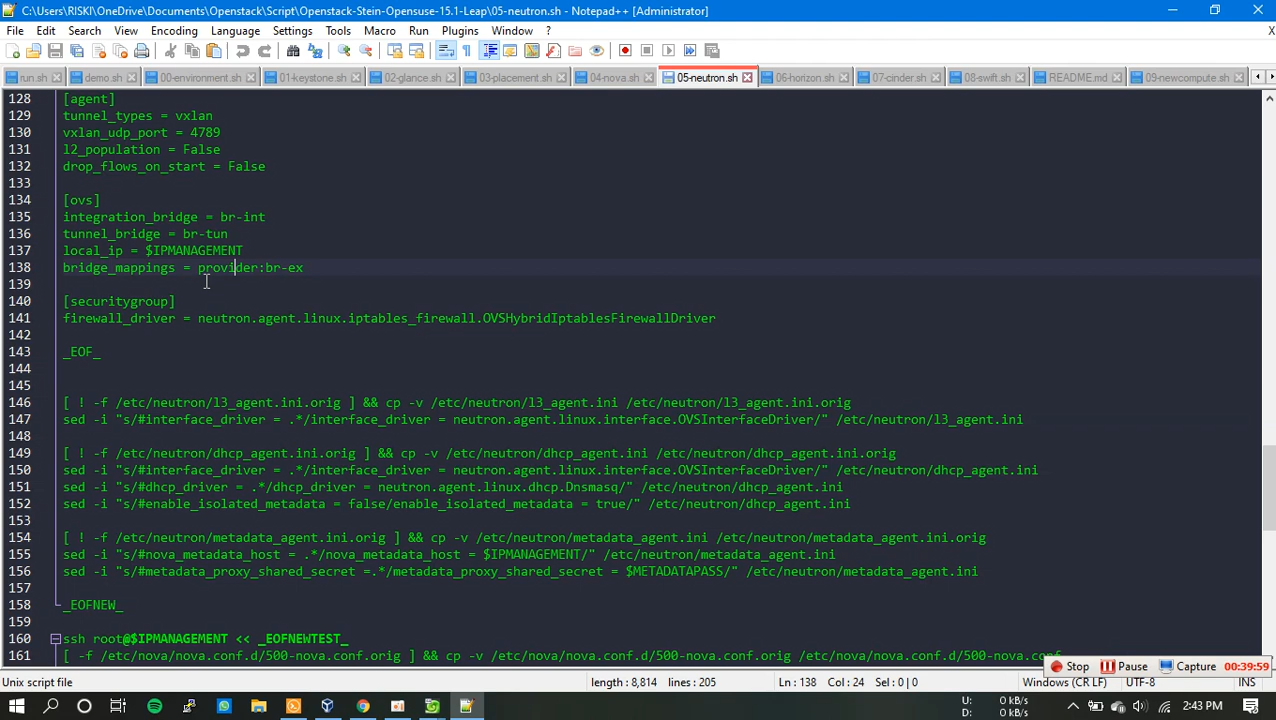 C:\Users\RISKI\OneDrive\Documents\Openstack\Script\Openstack-Stein-Opensuse-15.1-Leap\05-neutron.sh - Notepad++ [Administrator]
File Edit Search View Encoding Language Settings Tools Macro Run Plugins Window ? X
run.sh demo.sh 00-environment.sh 01-keystone.sh 02-glance.sh 03-placement.sh 04-nova.sh 05-neutron.sh 06-horizon.sh 07-cinder.sh 08-swift.sh README.md 09-newcompute.sh
128 [agent]
129 tunnel_types = vxlan
130 vxlan_udp_port = 4789
131 l2_population = False
132 drop_flows_on_start = False
133
134 [ovs]
135 integration_bridge = br-int
136 tunnel_bridge = br-tun
137 local_ip = $IPMANAGEMENT
138 bridge_mappings = provider:br-ex
139
140 [securitygroup]
141 firewall_driver = neutron.agent.linux.iptables_firewall.OVSHybridIptablesFirewallDriver
142
143 _EOF_
144
145
146 [ ! -f /etc/neutron/l3_agent.ini.orig ] && cp -v /etc/neutron/l3_agent.ini /etc/neutron/l3_agent.ini.orig
147 sed -i "s/#interface_driver = .*/interface_driver = neutron.agent.linux.interface.OVSInterfaceDriver/" /etc/neutron/l3_agent.ini
148
149 [ ! -f /etc/neutron/dhcp_agent.ini.orig ] && cp -v /etc/neutron/dhcp_agent.ini /etc/neutron/dhcp_agent.ini.orig
150 sed -i "s/#interface_driver = .*/interface_driver = neutron.agent.linux.interface.OVSInterfaceDriver/" /etc/neutron/dhcp_agent.ini
151 sed -i "s/#dhcp_driver = .*/dhcp_driver = neutron.agent.linux.dhcp.Dnsmasq/" /etc/neutron/dhcp_agent.ini
152 sed -i "s/#enable_isolated_metadata = false/enable_isolated_metadata = true/" /etc/neutron/dhcp_agent.ini
153
154 [ ! -f /etc/neutron/metadata_agent.ini.orig ] && cp -v /etc/neutron/metadata_agent.ini /etc/neutron/metadata_agent.ini.orig
155 sed -i "s/#nova_metadata_host = .*/nova_metadata_host = $IPMANAGEMENT/" /etc/neutron/metadata_agent.ini
156 sed -i "s/#metadata_proxy_shared_secret =.*/metadata_proxy_shared_secret = $METADATAPASS/" /etc/neutron/metadata_agent.ini
157
158 _EOFNEW_
159
160 ssh root@$IPMANAGEMENT << _EOFNEWTEST_
161 [ -f /etc/nova/nova.conf.d/500-nova.conf.orig ] && cp -v /etc/nova/nova.conf.d/500-nova.conf.orig /etc/nova/nova.conf.d/500-nova.conf
Stop Pause Capture 00:39:59
Unix script file length : 8,814 lines : 205 Ln : 138 Col : 24 Sel : 0 | 0 Windows (CR LF) UTF-8 INS
U: 0 kB/s
D: 0 kB/s
2:43 PM